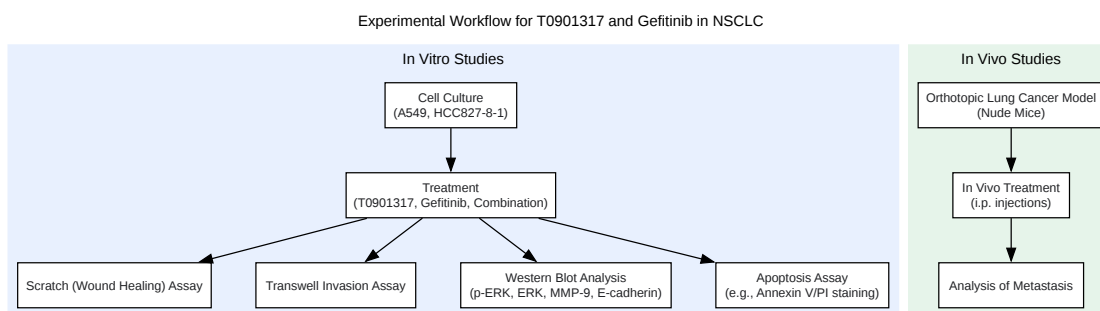 Experimental Workflow for T0901317 and Gefitinib in NSCLC
In Vitro Studies
Cell Culture
(A549, HCC827-8-1)
Treatment
(T0901317, Gefitinib, Combination)
Scratch (Wound Healing) Assay
Transwell Invasion Assay
Western Blot Analysis
(p-ERK, ERK, MMP-9, E-cadherin)
Apoptosis Assay
(e.g., Annexin V/PI staining)
In Vivo Studies
Orthotopic Lung Cancer Model
(Nude Mice)
In Vivo Treatment
(i.p. injections)
Analysis of Metastasis